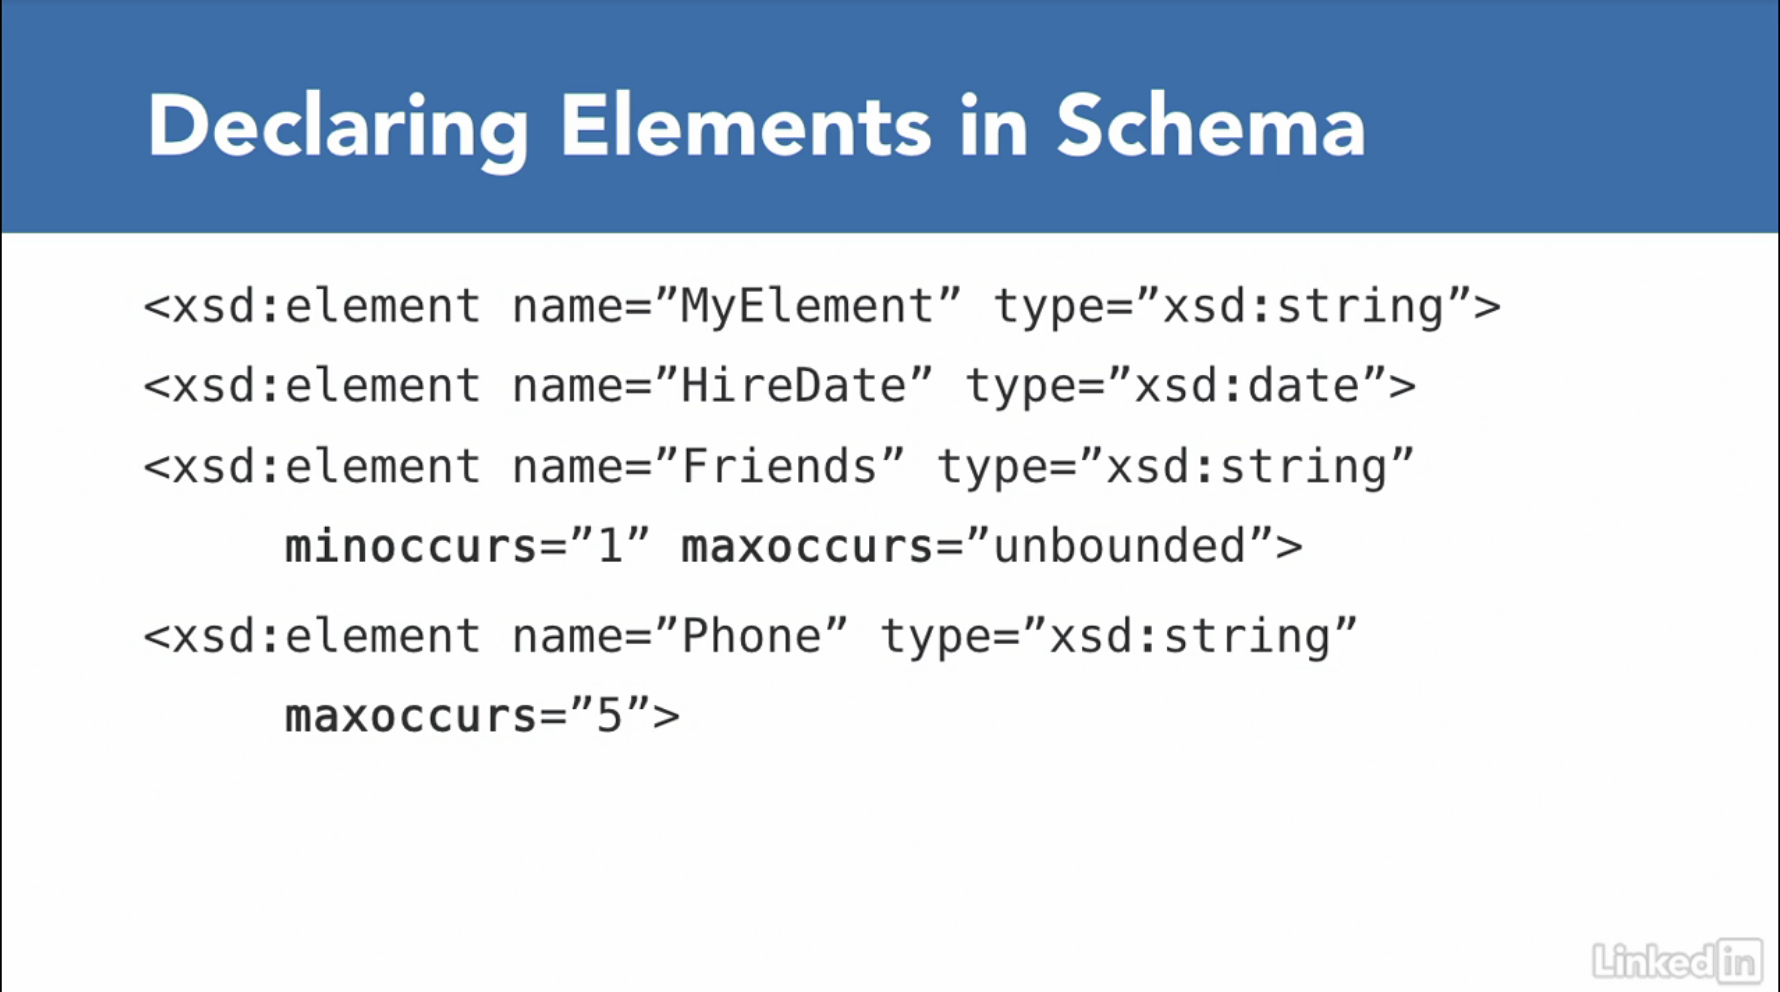 Declaring Elements in Schema
<xsd:element name=”MyElement” type=”xsd:string”>
<xsd:element name=”HireDate” type=”xsd:date”>
<xsd:element name=”Friends” type=”xsd:string”
minoccurs=”1” maxoccurs=”unbounded”>
<xsd:element name=”Phone” type=”xsd:string”
maxoccurs=”5”>
Linked in